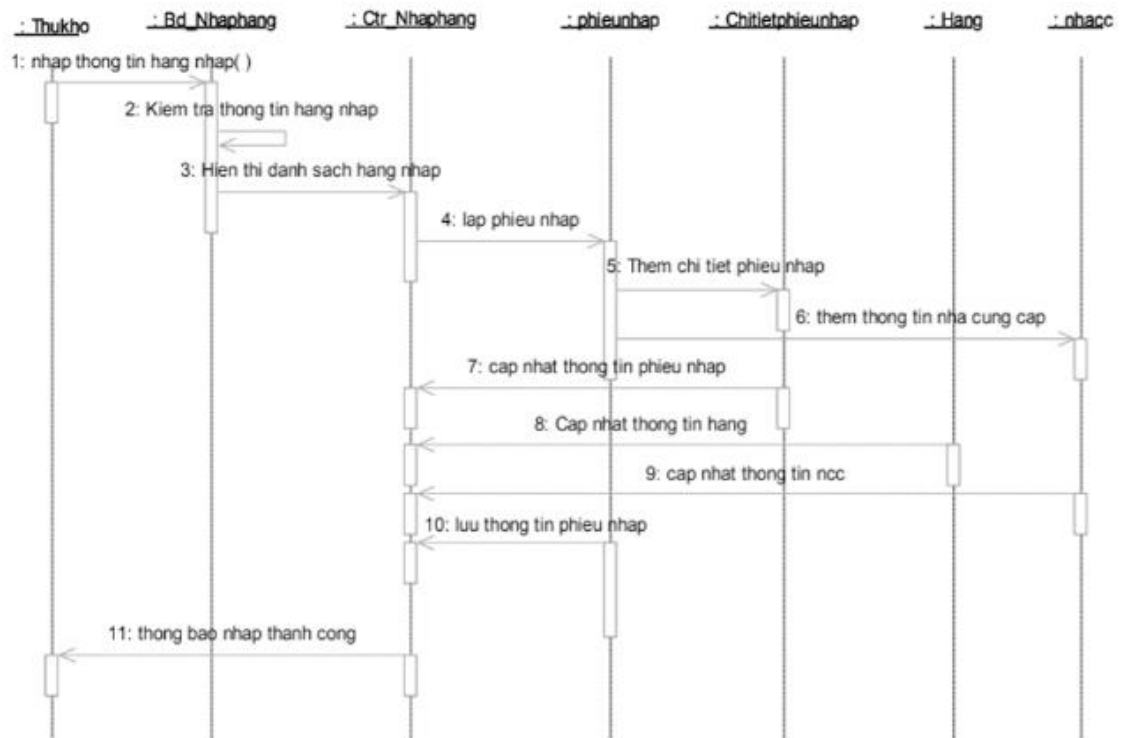 : Thukho
: Bd_Nhaphang
: Ctr_Nhaphang
: phieunhap
: Chitietphieunhap
: Hang
: nhacc
1: nhap thong tin hang nhap( )
2: Kiem tra thong tin hang nhap
3: Hien thi danh sach hang nhap
4: lap phieu nhap
5: Them chi tiet phieu nhap
6: them thong tin nha cung cap
7: cap nhat thong tin phieu nhap
8: Cap nhat thong tin hang
9: cap nhat thong tin ncc
10: luu thong tin phieu nhap
11: thong bao nhap thanh cong